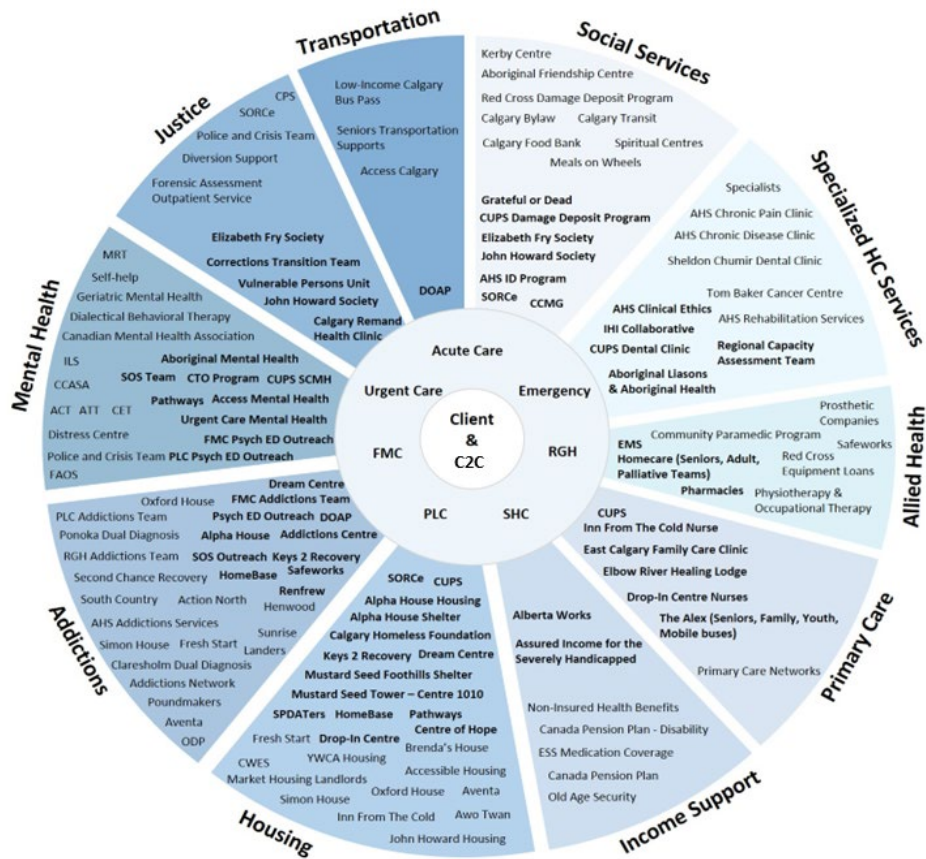 Transportation
Low-Income Calgary
Bus Pass
Seniors Transportation
Supports
Access Calgary
DOAP
Social Services
Kerby Centre
Aboriginal Friendship Centre
Red Cross Damage Deposit Program
Calgary Bylaw
Calgary Transit
Calgary Food Bank
Spiritual Centres
Meals on Wheels
Grateful or Dead
CUPS Damage Deposit Program
Elizabeth Fry Society
John Howard Society
AHS ID Program
SORCe
CCMG
Specialized HC Services
Specialists
AHS Chronic Pain Clinic
AHS Chronic Disease Clinic
Sheldon Chumir Dental Clinic
Tom Baker Cancer Centre
AHS Clinical Ethics
AHS Rehabilitation Services
IHI Collaborative
CUPS Dental Clinic
Regional Capacity
Assessment Team
Aboriginal Liasons
& Aboriginal Health
Allied Health
Prosthetic
Companies
Community Paramedic Program
Safeworks
EMS
Homecare (Seniors, Adult,
Palliative Teams)
Red Cross
Equipment Loans
Pharmacies
Physiotherapy &
Occupational Therapy
Primary Care
CUPS
Inn From The Cold Nurse
East Calgary Family Care Clinic
Elbow River Healing Lodge
Drop-In Centre Nurses
The Alex (Seniors, Family, Youth,
Mobile buses)
Primary Care Networks
Income Support
Alberta Works
Assured Income for the
Severely Handicapped
Non-Insured Health Benefits
Canada Pension Plan - Disability
ESS Medication Coverage
Canada Pension Plan
Old Age Security
Housing
SORCe
CUPS
Alpha House Housing
Alpha House Shelter
Calgary Homeless Foundation
Keys 2 Recovery
Dream Centre
Mustard Seed Foothills Shelter
Mustard Seed Tower – Centre 1010
SPDATers
HomeBase
Pathways
Fresh Start
Drop-In Centre
Centre of Hope
Brenda's House
CWES
YWCA Housing
Market Housing Landlords
Accessible Housing
Simon House
Oxford House
Aventa
Inn From The Cold
Awo Twan
John Howard Housing
Addictions
Dream Centre
Oxford House
FMC Addictions Team
PLC Addictions Team
Psych ED Outreach
DOAP
Ponoka Dual Diagnosis
Alpha House
Addictions Centre
RGH Addictions Team
SOS Outreach
Keys 2 Recovery
Second Chance Recovery
HomeBase
Safeworks
South Country
Action North
Renfrew
Henwood
AHS Addictions Services
Simon House
Fresh Start
Sunrise
Landers
Claresholm Dual Diagnosis
Addictions Network
Poundmakers
Aventa
ODP
Mental Health
MRT
Self-help
Geriatric Mental Health
Dialectical Behavioral Therapy
Canadian Mental Health Association
ILS
Aboriginal Mental Health
CCASA
SOS Team
CTO Program
CUPS SCMH
Pathways
Access Mental Health
ACT
ATT
CET
Urgent Care Mental Health
Distress Centre
FMC Psych ED Outreach
Police and Crisis Team
PLC Psych ED Outreach
FAOS
Justice
CPS
SORCe
Police and Crisis Team
Diversion Support
Forensic Assessment
Outpatient Service
Elizabeth Fry Society
Corrections Transition Team
Vulnerable Persons Unit
John Howard Society
Calgary Remand
Health Clinic
Acute Care
Urgent Care
Emergency
FMC
RGH
PLC
SHC
Client
&
C2C